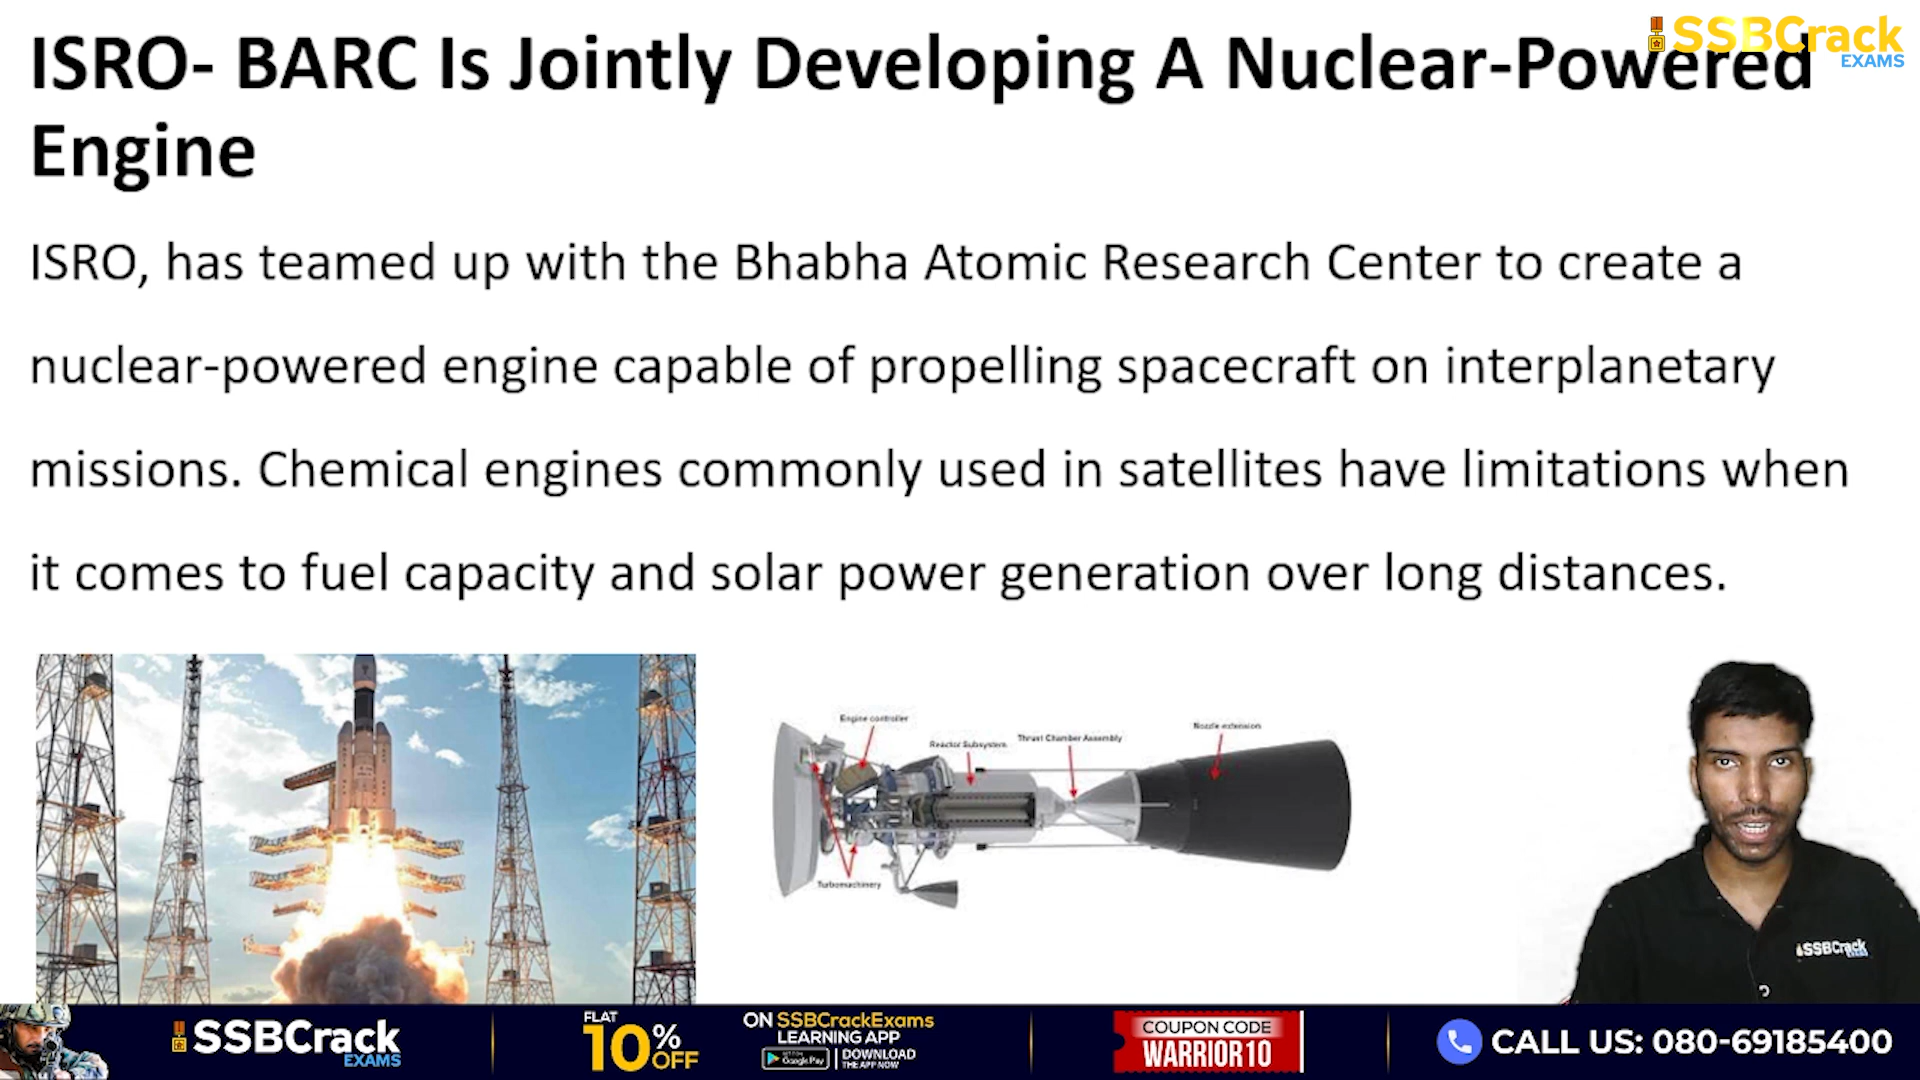 ISRO- BARC Is Jointly Developing A Nuclear-Powered
Engine
SSBCrack
EXAMS
ISRO, has teamed up with the Bhabha Atomic Research Center to create a
nuclear-powered engine capable of propelling spacecraft on interplanetary
missions. Chemical engines commonly used in satellites have limitations when
it comes to fuel capacity and solar power generation over long distances.
Engine controller
Reactor Subsystem
Thrust Chamber Assembly
Nozzle extension
Turbomachinery
SSBCrack
EXAMS
SSBCrack
EXAMS
FLAT
10% OFF
ON SSBCrackExams
LEARNING APP
Google Play
DOWNLOAD
THE APP NOW
COUPON CODE
WARRIOR10
CALL US: 080-69185400